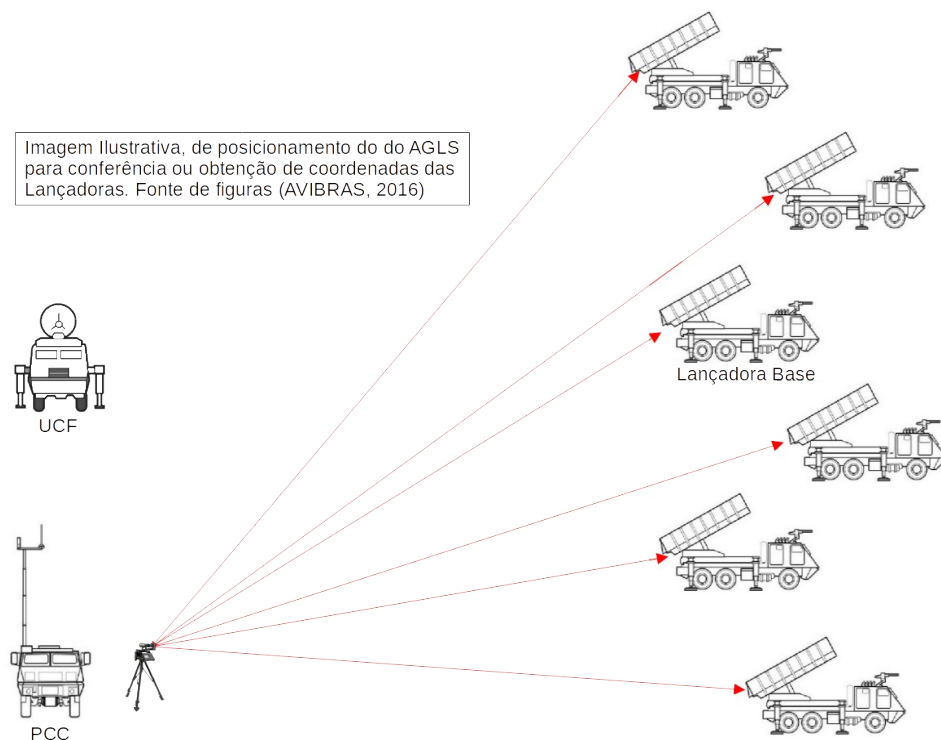 Imagem Ilustrativa, de posicionamento do do AGLS
para conferência ou obtenção de coordenadas das
Lançadoras. Fonte de figuras (AVIBRAS, 2016)
Lançadora Base
UCF
PCC